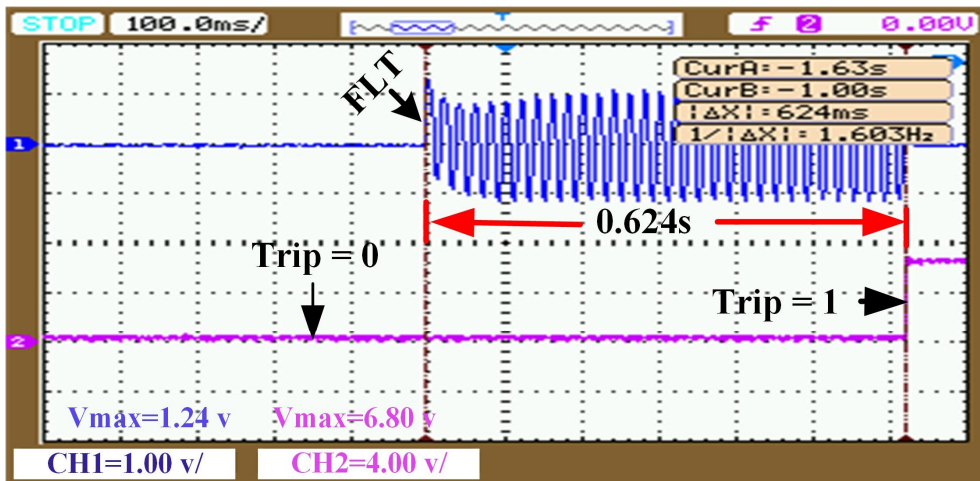 STOP 100.0ms/ 2 0.00V
CurA=-1.63s
CurB=-1.00s
|ΔX|=624ms
1/|ΔX|=1.603Hz
FLT
1
0.624s
Trip = 0
Trip = 1
2
Vmax=1.24 v Vmax=6.80 v
CH1=1.00 v/ CH2=4.00 v/